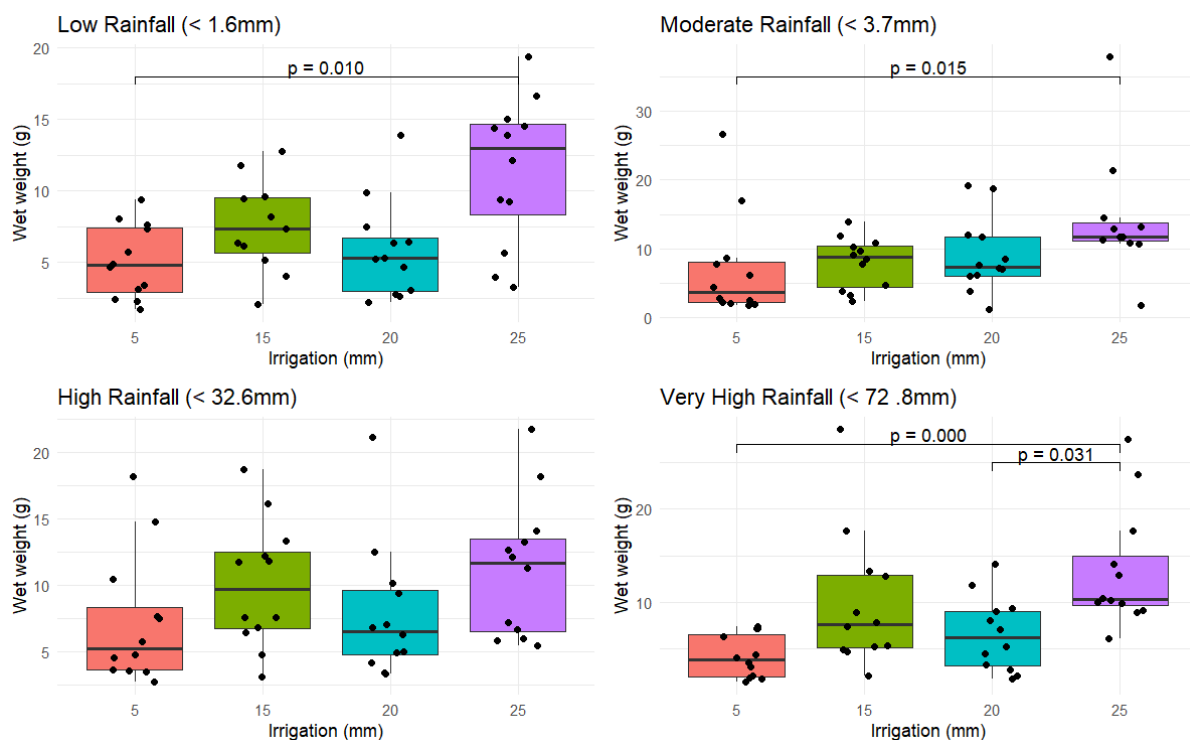 Low Rainfall (< 1.6mm)
Wet weight (g)
20
15
10
5
p = 0.010
5 15 20 25
Irrigation (mm)
Moderate Rainfall (< 3.7mm)
Wet weight (g)
30
20
10
0
p = 0.015
5 15 20 25
Irrigation (mm)
High Rainfall (< 32.6mm)
Wet weight (g)
20
15
10
5
5 15 20 25
Irrigation (mm)
Very High Rainfall (< 72 .8mm)
Wet weight (g)
20
10
p = 0.000
p = 0.031
5 15 20 25
Irrigation (mm)